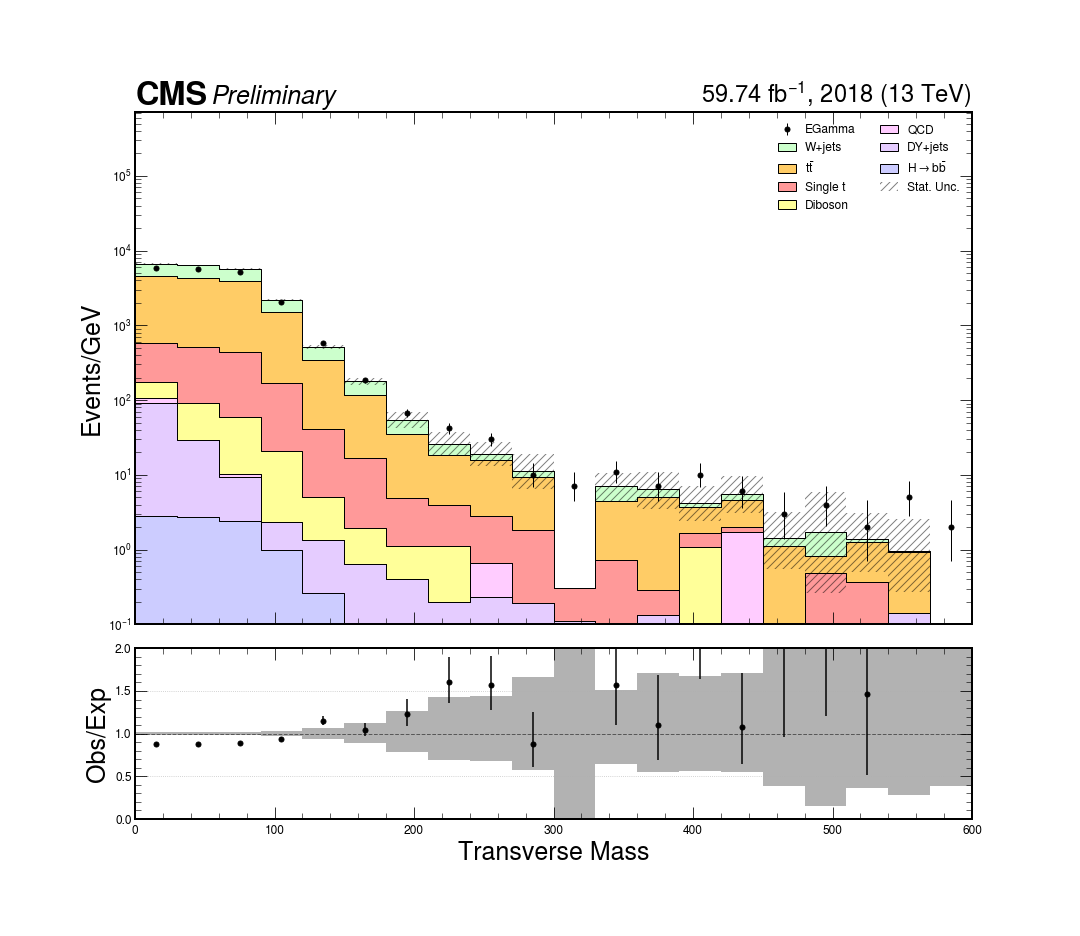 CMS Preliminary
59.74 fb⁻¹, 2018 (13 TeV)
EGamma
W+jets
tt̄
Single t
Diboson
QCD
DY+jets
H→bb̄
Stat. Unc.
Events/GeV
10⁵
10⁴
10³
10²
10¹
10⁰
10⁻¹
Obs/Exp
2.0
1.5
1.0
0.5
0.0
0 100 200 300 400 500 600
Transverse Mass